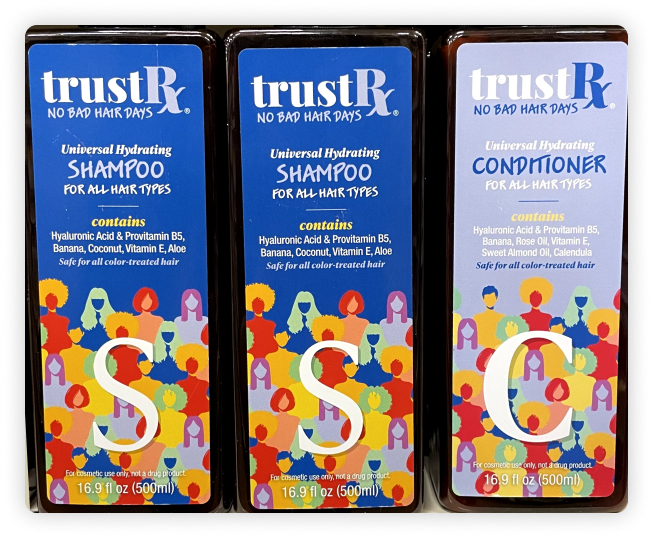 trustRx
NO BAD HAIR DAYS®
Universal Hydrating
SHAMPOO
FOR ALL HAIR TYPES
contains
Hyaluronic Acid & Provitamin B5,
Banana, Coconut, Vitamin E, Aloe
Safe for all color-treated hair
S
For cosmetic use only, not a drug product.
16.9 fl oz (500ml)
trustRx
NO BAD HAIR DAYS®
Universal Hydrating
SHAMPOO
FOR ALL HAIR TYPES
contains
Hyaluronic Acid & Provitamin B5,
Banana, Coconut, Vitamin E, Aloe
Safe for all color-treated hair
S
For cosmetic use only, not a drug product.
16.9 fl oz (500ml)
trustRx
NO BAD HAIR DAYS®
Universal Hydrating
CONDITIONER
FOR ALL HAIR TYPES
contains
Hyaluronic Acid & Provitamin B5,
Banana, Rose Oil, Vitamin E,
Sweet Almond Oil, Calendula
Safe for all color-treated hair
C
For cosmetic use only, not a drug product.
16.9 fl oz (500ml)